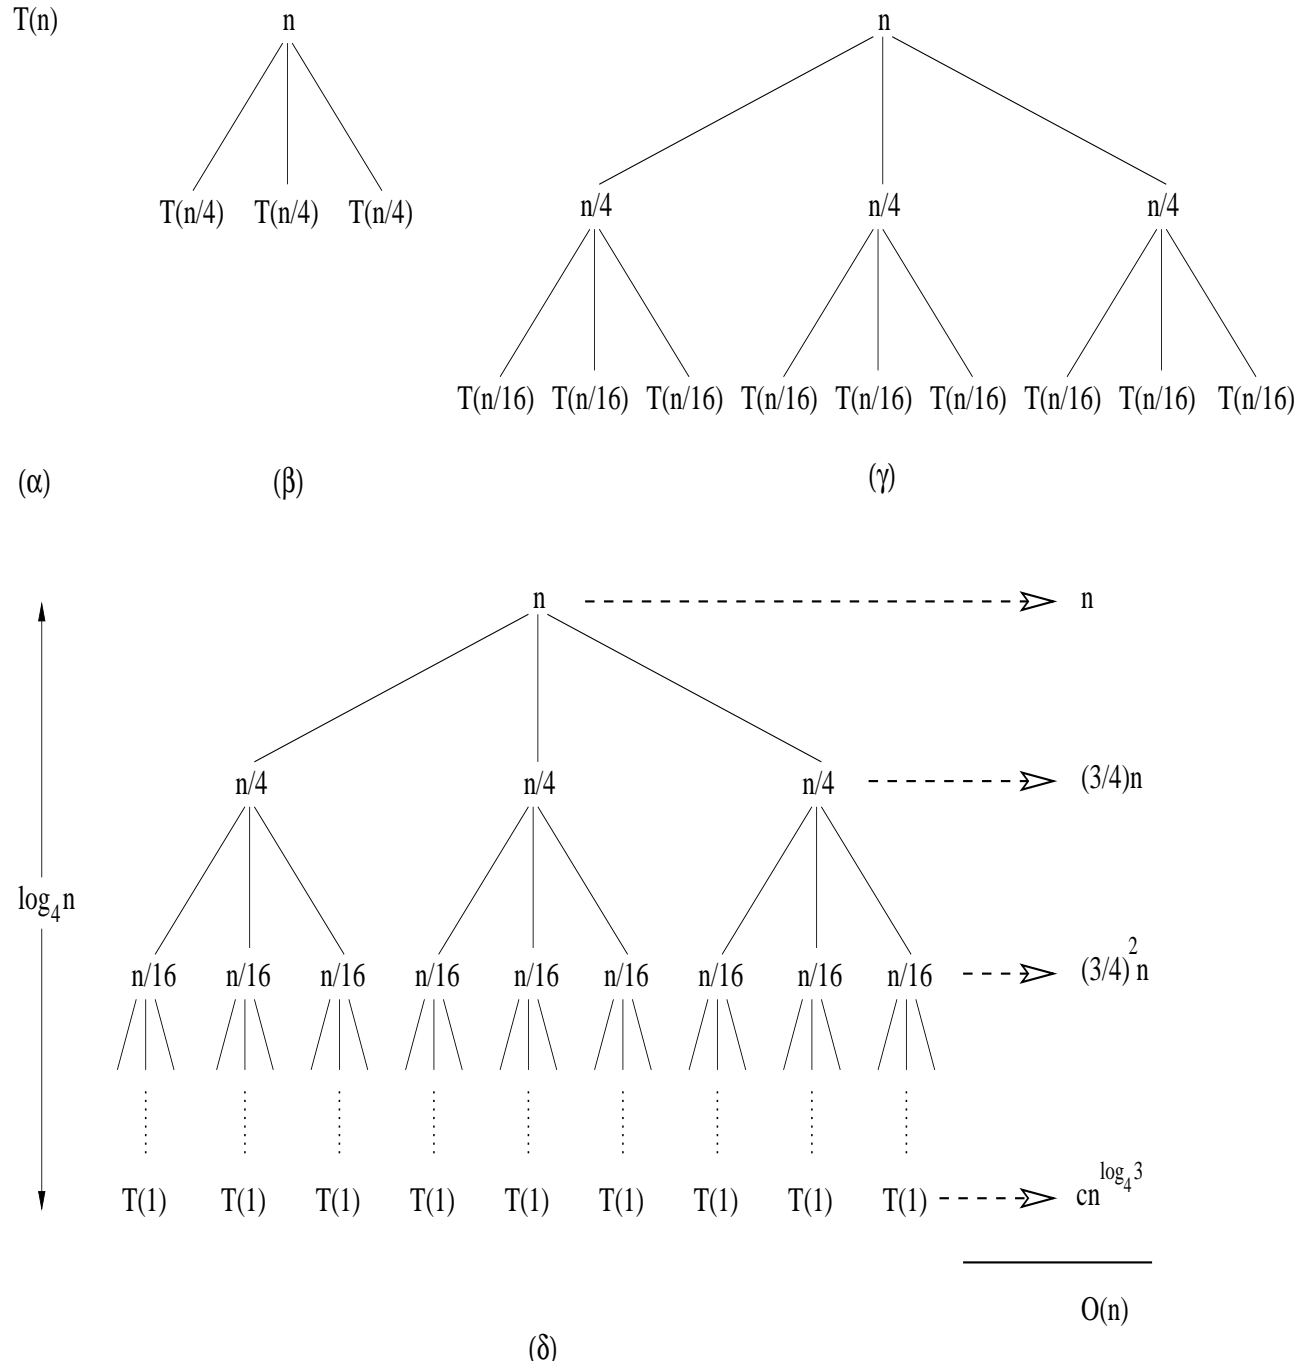 T(n)
n
T(n/4) T(n/4) T(n/4)
n
n/4 n/4 n/4
T(n/16) T(n/16) T(n/16) T(n/16) T(n/16) T(n/16) T(n/16) T(n/16) T(n/16)
(α) (β) (γ)
n n
n/4 n/4 n/4 (3/4)n
log₄n
n/16 n/16 n/16 n/16 n/16 n/16 n/16 n/16 n/16 (3/4)²n
T(1) T(1) T(1) T(1) T(1) T(1) T(1) T(1) T(1) cn^{log₄3}
O(n)
(δ)